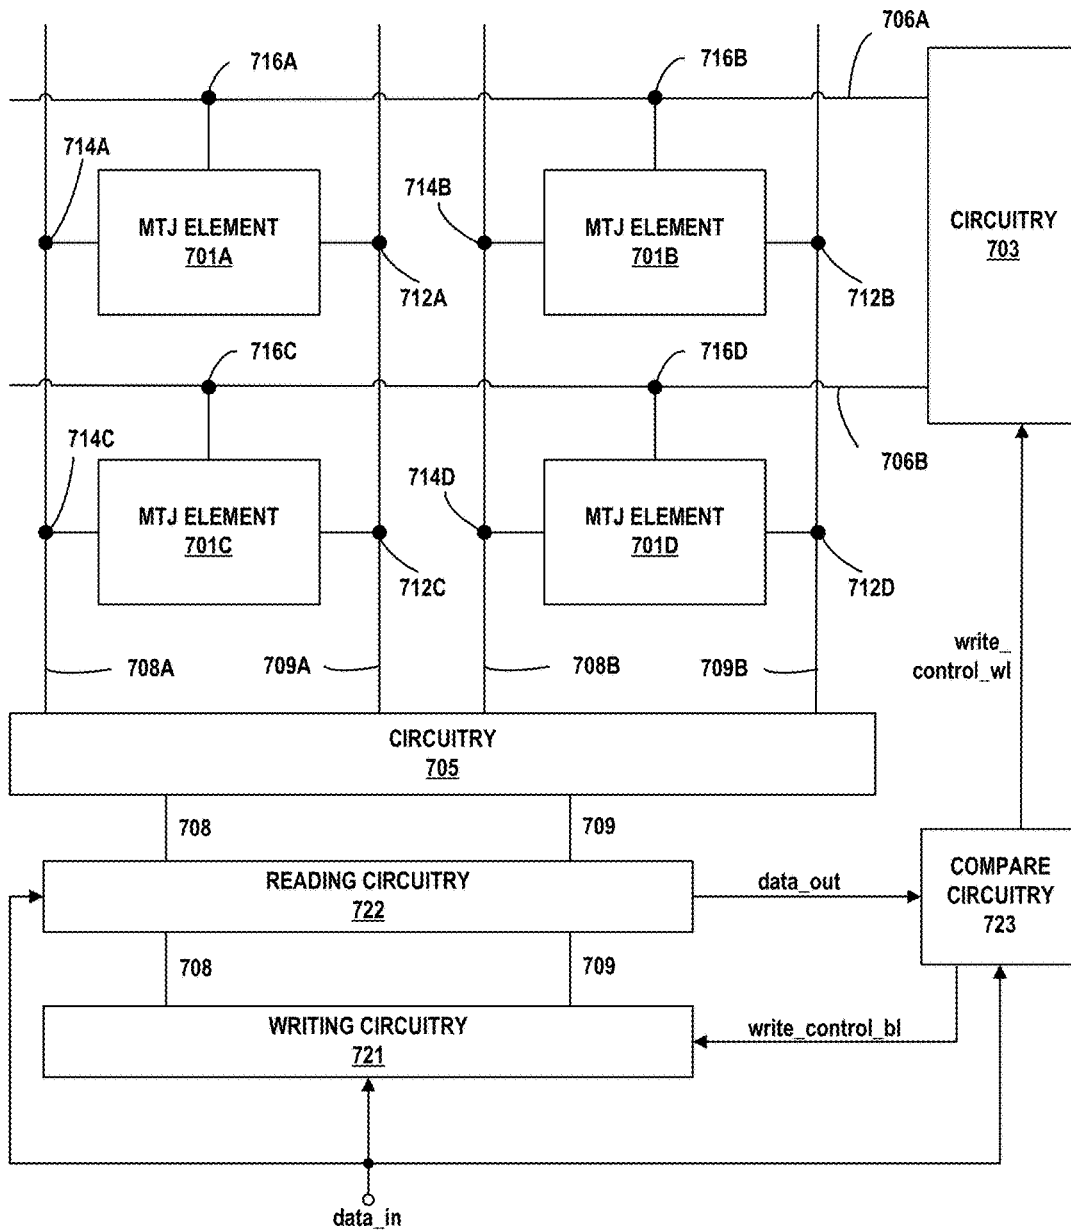 706A
716A
716B
714A
714B
MTJ ELEMENT
701A
MTJ ELEMENT
701B
CIRCUITRY
703
712A
712B
716C
716D
714C
714D
706B
MTJ ELEMENT
701C
MTJ ELEMENT
701D
712C
712D
write_
control_wl
708A
709A
708B
709B
CIRCUITRY
705
708
709
READING CIRCUITRY
722
data_out
COMPARE
CIRCUITRY
723
708
709
WRITING CIRCUITRY
721
write_control_bl
data_in